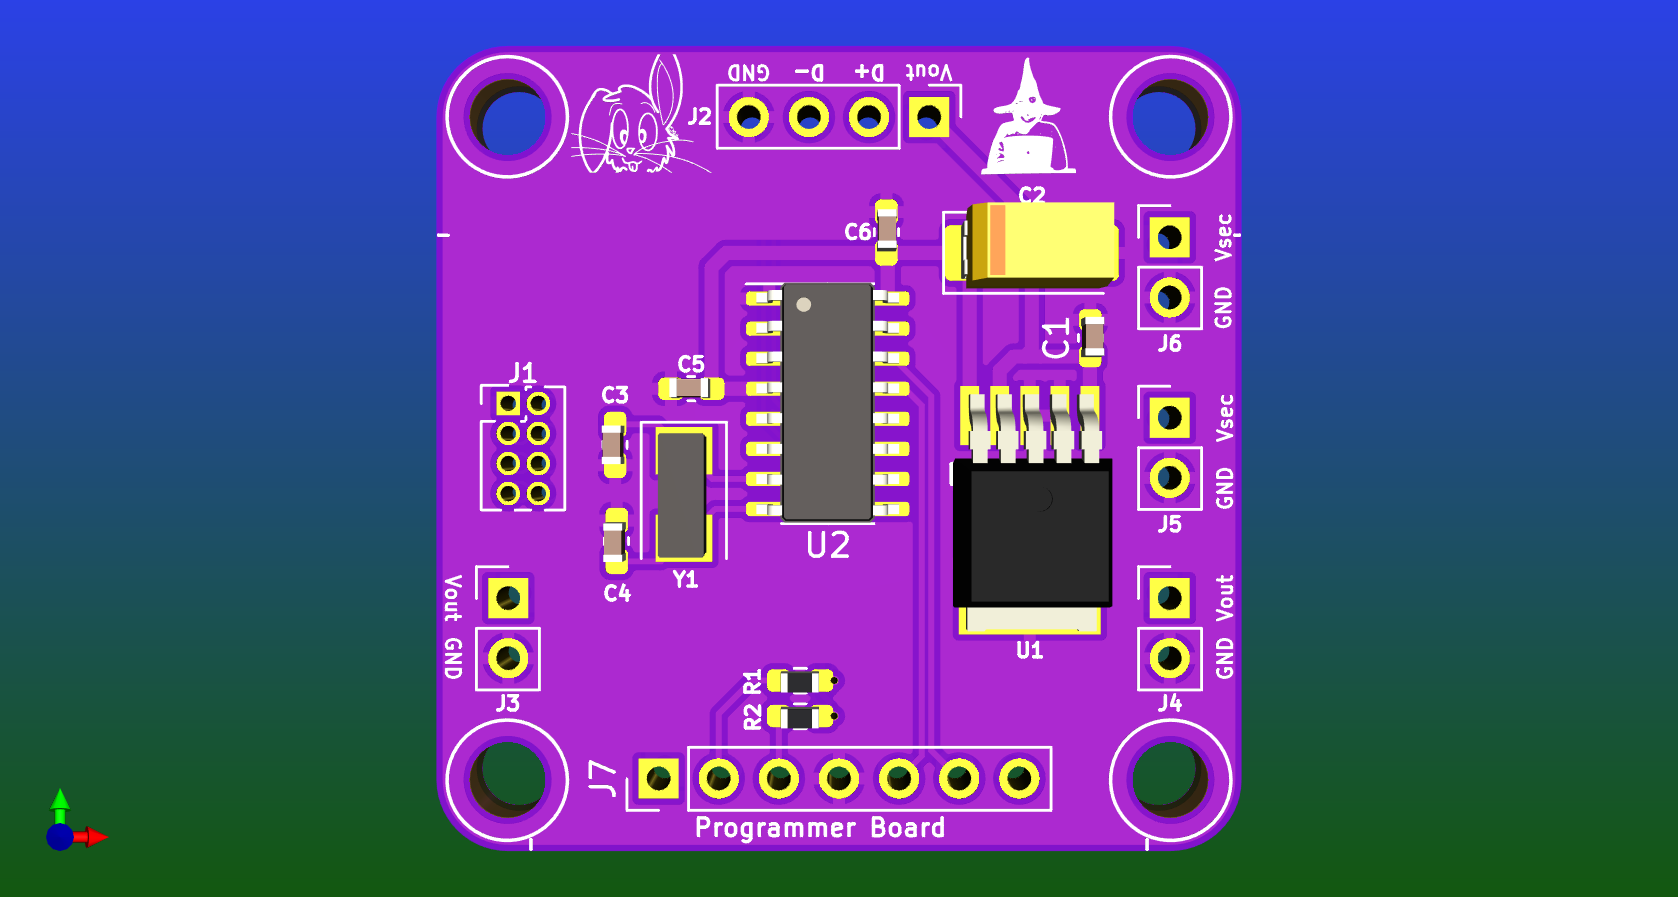 GND D- D+ Vout
J2
C2
C6
Vsec
GND
J6
C1
C5
J1
C3
Vsec
GND
J5
U2
Y1
C4
Vout
GND
J3
U1
Vout
GND
J4
R1
R2
J7
Programmer Board